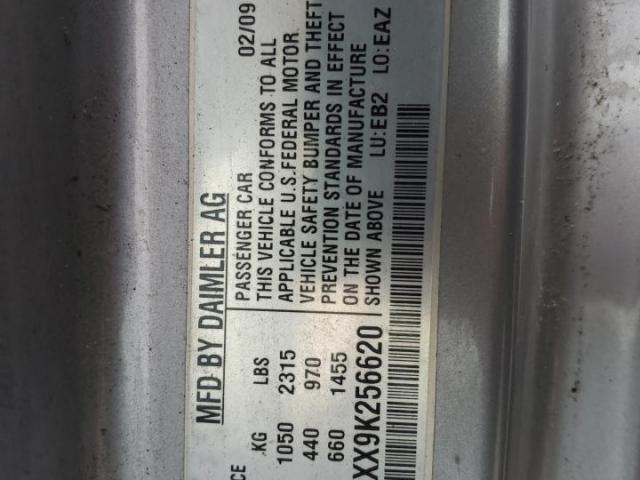 MFD BY DAIMLER AG
02/09
PASSENGER CAR
KG LBS
THIS VEHICLE CONFORMS TO ALL
1050 2315
APPLICABLE U.S.FEDERAL MOTOR
440 970
VEHICLE SAFETY BUMPER AND THEFT
660 1455
PREVENTION STANDARDS IN EFFECT
ON THE DATE OF MANUFACTURE
SHOWN ABOVE LU:EB2 LO:EAZ
XX9K256620